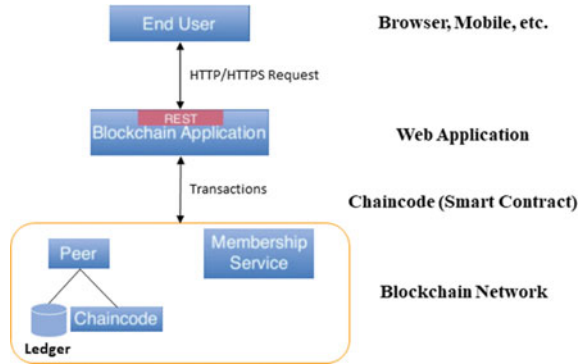 End User
Browser, Mobile, etc.
HTTP/HTTPS Request
REST
Blockchain Application
Web Application
Transactions
Chaincode (Smart Contract)
Peer
Membership
Service
Chaincode
Ledger
Blockchain Network